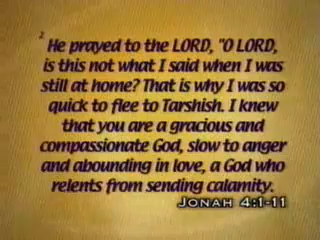 2
He prayed to the LORD, "O LORD,
is this not what I said when I was
still at home? That is why I was so
quick to flee to Tarshish. I knew
that you are a gracious and
compassionate God, slow to anger
and abounding in love, a God who
relents from sending calamity.
JONAH 4:1-11